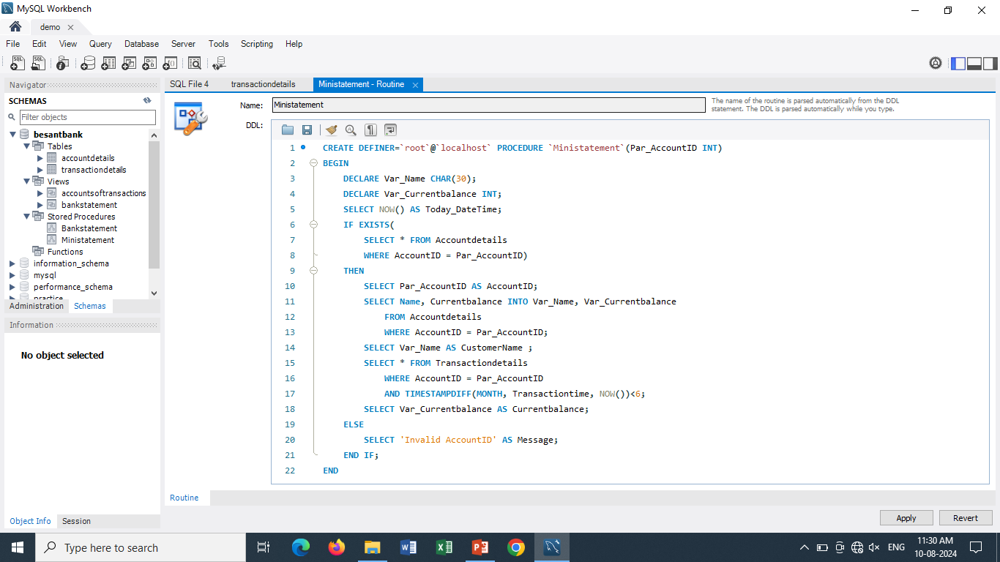 MySQL Workbench
demo
File Edit View Query Database Server Tools Scripting Help
Navigator
SCHEMAS
Filter objects
besantbank
Tables
accountdetails
transactiondetails
Views
accountsoftransactions
bankstatement
Stored Procedures
Bankstatement
Ministatement
Functions
information_schema
mysql
performance_schema
practice
Administration Schemas
Information
No object selected
Object Info Session
SQL File 4 transactiondetails Ministatement - Routine
Name: Ministatement
The name of the routine is parsed automatically from the DDL
statement. The DDL is parsed automatically while you type.
DDL:
1 CREATE DEFINER=`root`@`localhost` PROCEDURE `Ministatement`(Par_AccountID INT)
2 BEGIN
3 DECLARE Var_Name CHAR(30);
4 DECLARE Var_Currentbalance INT;
5 SELECT NOW() AS Today_DateTime;
6 IF EXISTS(
7 SELECT * FROM Accountdetails
8 WHERE AccountID = Par_AccountID)
9 THEN
10 SELECT Par_AccountID AS AccountID;
11 SELECT Name, Currentbalance INTO Var_Name, Var_Currentbalance
12 FROM Accountdetails
13 WHERE AccountID = Par_AccountID;
14 SELECT Var_Name AS CustomerName ;
15 SELECT * FROM Transactiondetails
16 WHERE AccountID = Par_AccountID
17 AND TIMESTAMPDIFF(MONTH, Transactiontime, NOW())<6;
18 SELECT Var_Currentbalance AS Currentbalance;
19 ELSE
20 SELECT 'Invalid AccountID' AS Message;
21 END IF;
22 END
Routine
Apply Revert
Type here to search
ENG
11:30 AM
10-08-2024